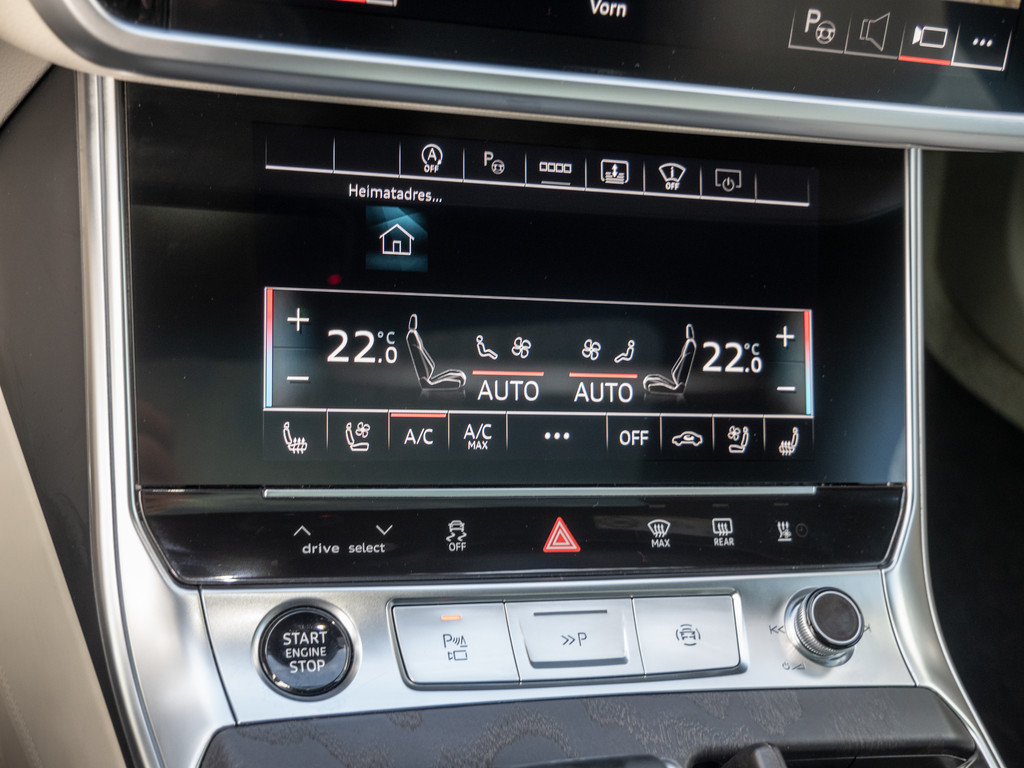 Vorn
P
A
OFF
P
OFF
Heimatadres...
+ 22.0 °C
+ 22.0 °C
AUTO
AUTO
A/C
A/C
MAX
•••
OFF
drive select
OFF
MAX
REAR
START
ENGINE
STOP
P
>>P